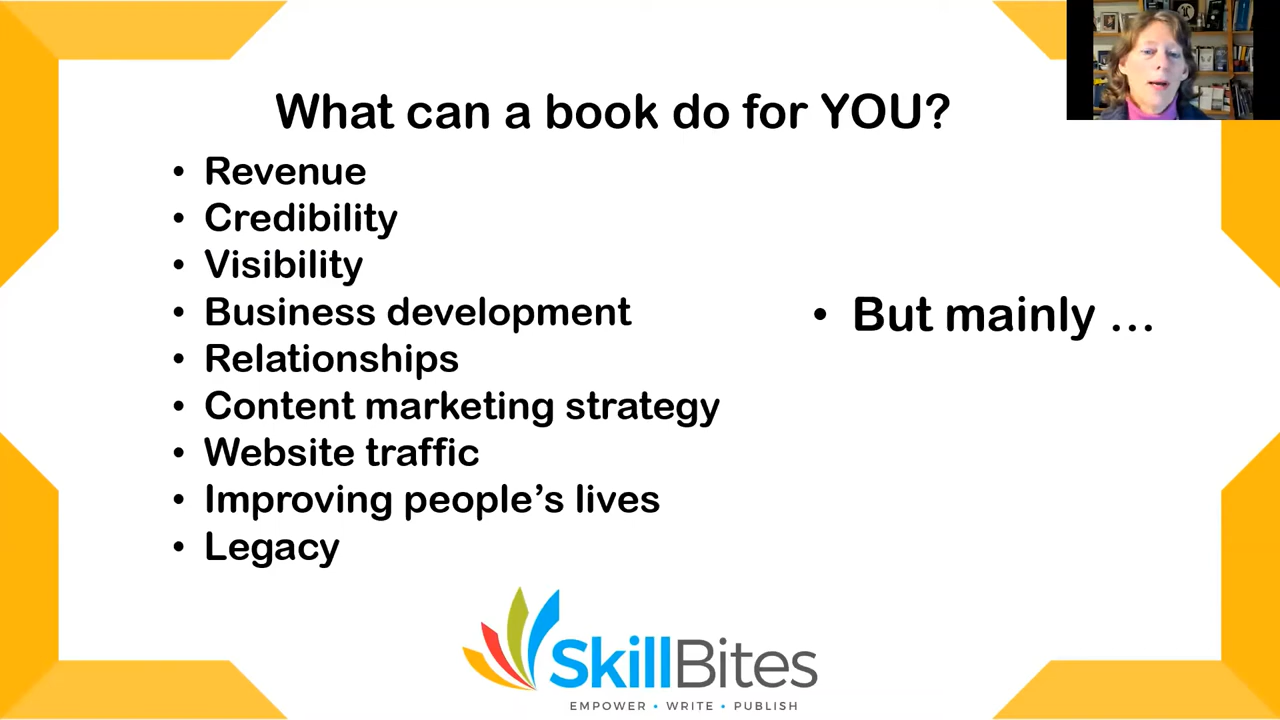 What can a book do for YOU?
• Revenue
• Credibility
• Visibility
• Business development
• Relationships
• Content marketing strategy
• Website traffic
• Improving people’s lives
• Legacy
• But mainly …
SkillBites
EMPOWER • WRITE • PUBLISH